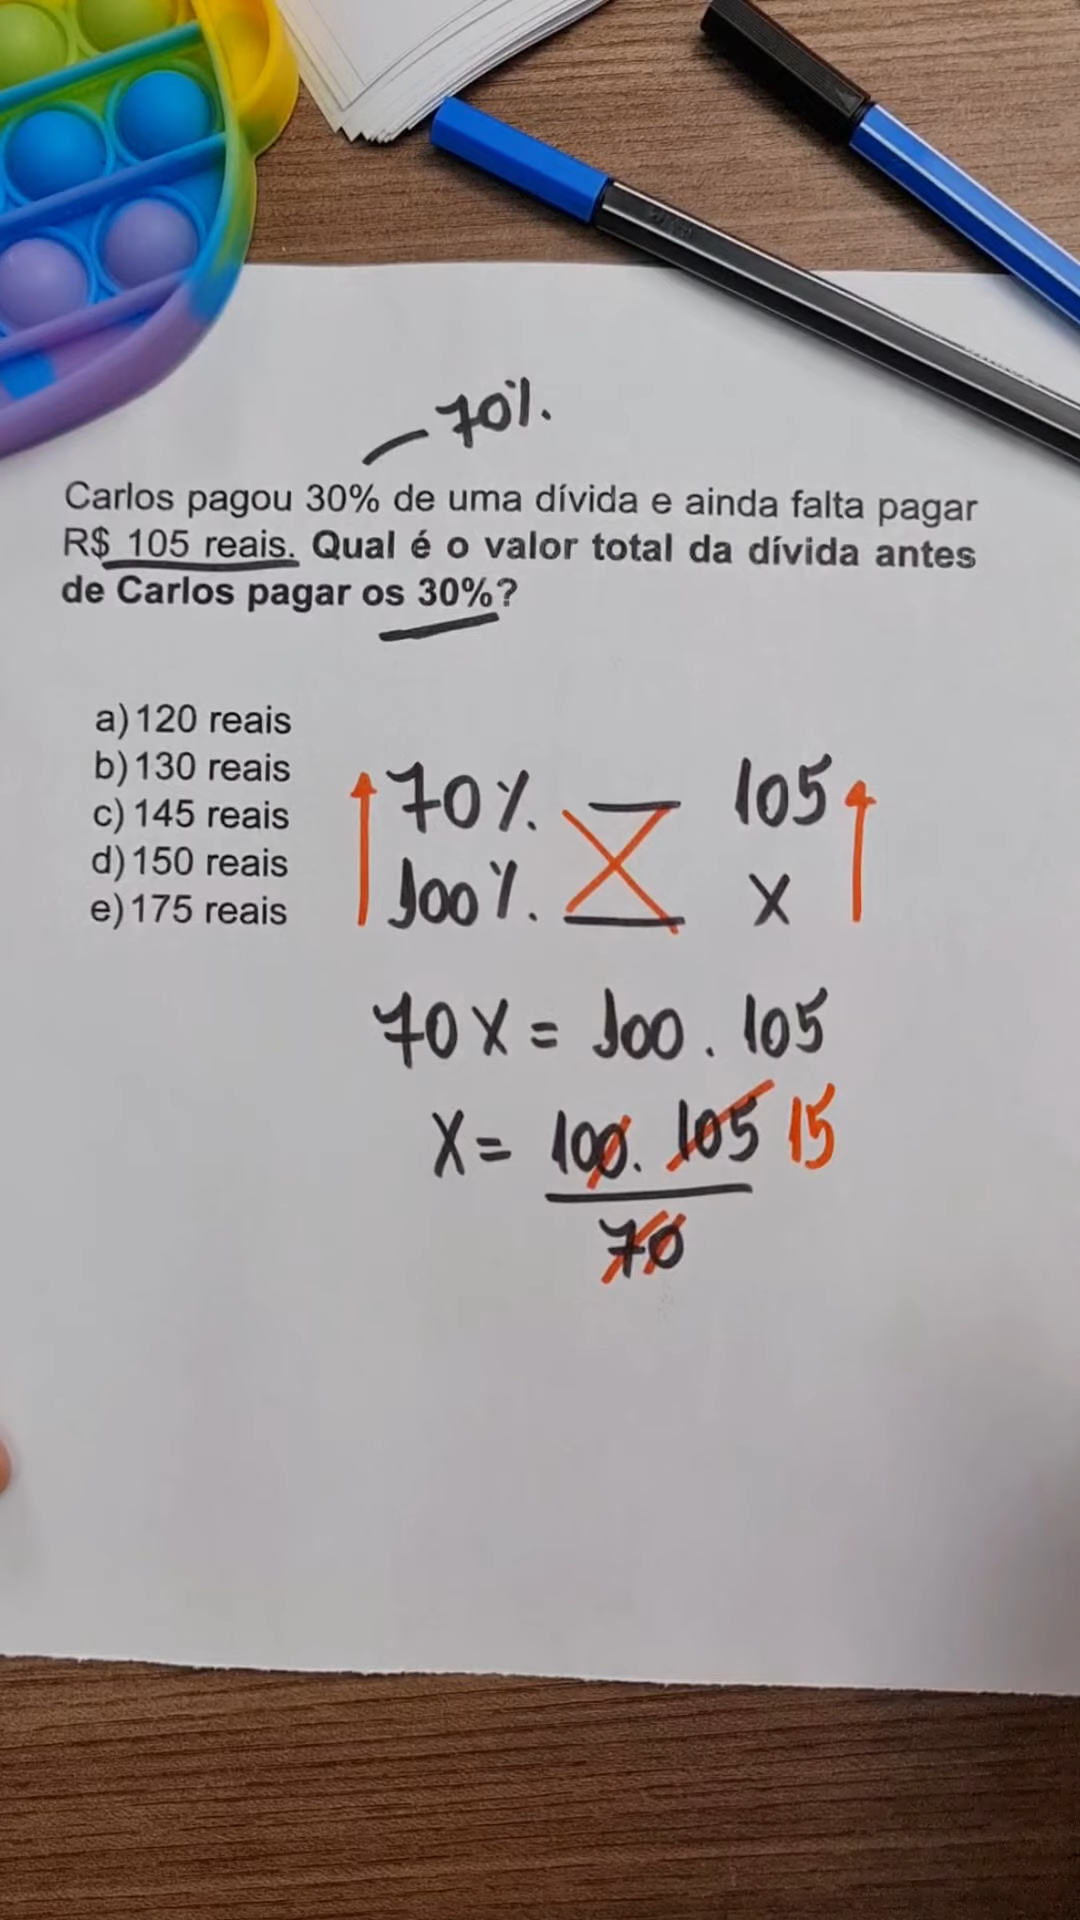 70%.
Carlos pagou 30% de uma dívida e ainda falta pagar
R$ 105 reais. Qual é o valor total da dívida antes
de Carlos pagar os 30%?
a) 120 reais
b) 130 reais
c) 145 reais
d) 150 reais
e) 175 reais
70%. 105
100%. X
70X = 100 . 105
X = 100. 105 15
70